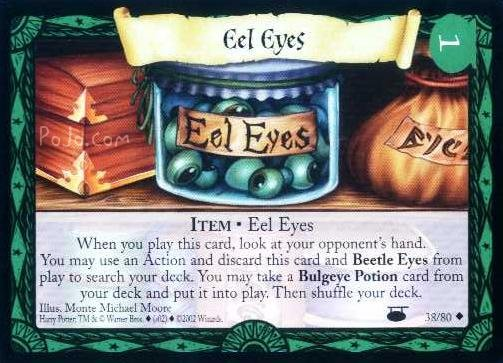 Eel Eyes
1
PoJo.com
Eel Eyes
ITEM • Eel Eyes
When you play this card, look at your opponent's hand.
You may use an Action and discard this card and Beetle Eyes from
play to search your deck. You may take a Bulgeye Potion card from
your deck and put it into play. Then shuffle your deck.
Illus. Monte Michael Moore
Harry Potter, TM & © Warner Bros. ♦ (s02) ♦ ©2002 Wizards.
38/80 ♦